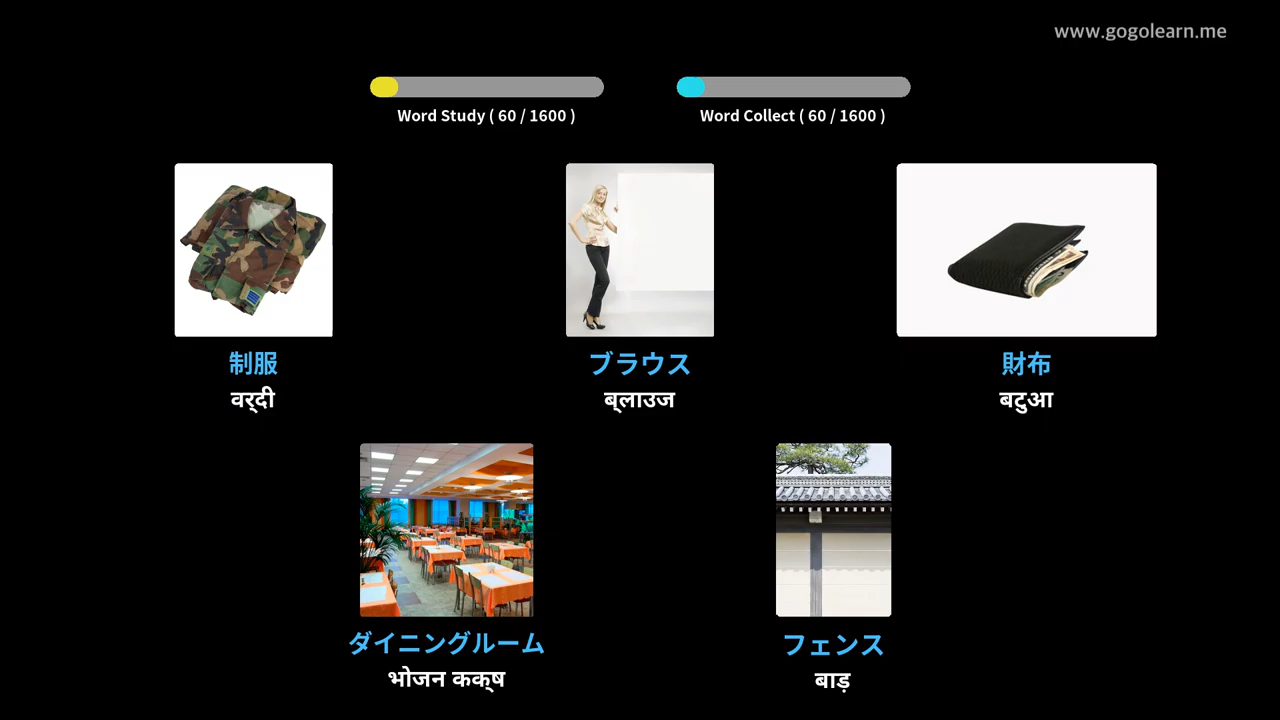 www.gogolearn.me
Word Study ( 60 / 1600 )
Word Collect ( 60 / 1600 )
制服
वर्दी
ブラウス
ब्लाउज
財布
बटुआ
ダイニングルーム
भोजन कक्ष
フェンス
बाड़